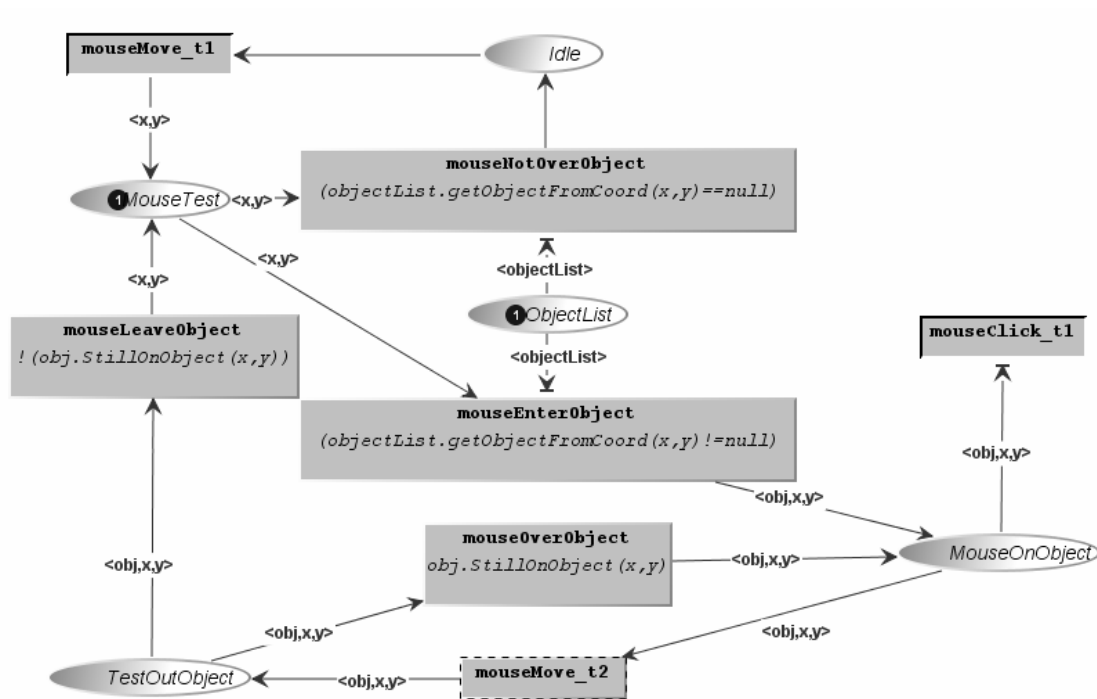 mouseMove_t1
Idle
<x,y>
mouseNotOverObject
(objectList.getObjectFromCoord(x,y)==null)
1 MouseTest
<x,y>
<x,y>
<objectList>
<x,y>
1 ObjectList
mouseLeaveObject
!(obj.StillOnObject(x,y))
<objectList>
mouseClick_t1
mouseEnterObject
(objectList.getObjectFromCoord(x,y)!=null)
<obj,x,y>
<obj,x,y>
mouseOverObject
obj.StillOnObject(x,y)
<obj,x,y>
<obj,x,y>
MouseOnObject
<obj,x,y>
<obj,x,y>
TestOutObject
<obj,x,y>
mouseMove_t2